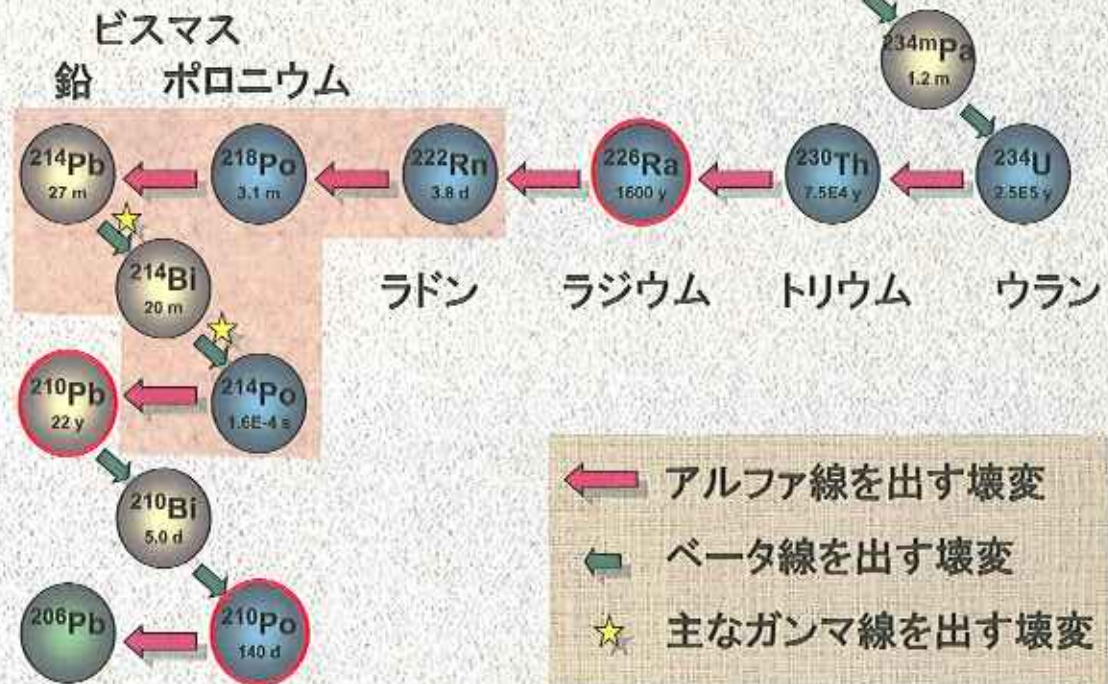 ビスマス
鉛 ポロニウム
234mPa
1.2 m
214Pb 218Po 222Rn 226Ra 230Th 234U
27 m 3.1 m 3.8 d 1600 y 7.5E4 y 2.5E5 y
214Bi
20 m
ラドン ラジウム トリウム ウラン
210Pb 214Po
22 y 1.6E-4 s
アルファ線を出す壊変
210Bi
5.0 d
ベータ線を出す壊変
206Pb 210Po
140 d
主なガンマ線を出す壊変